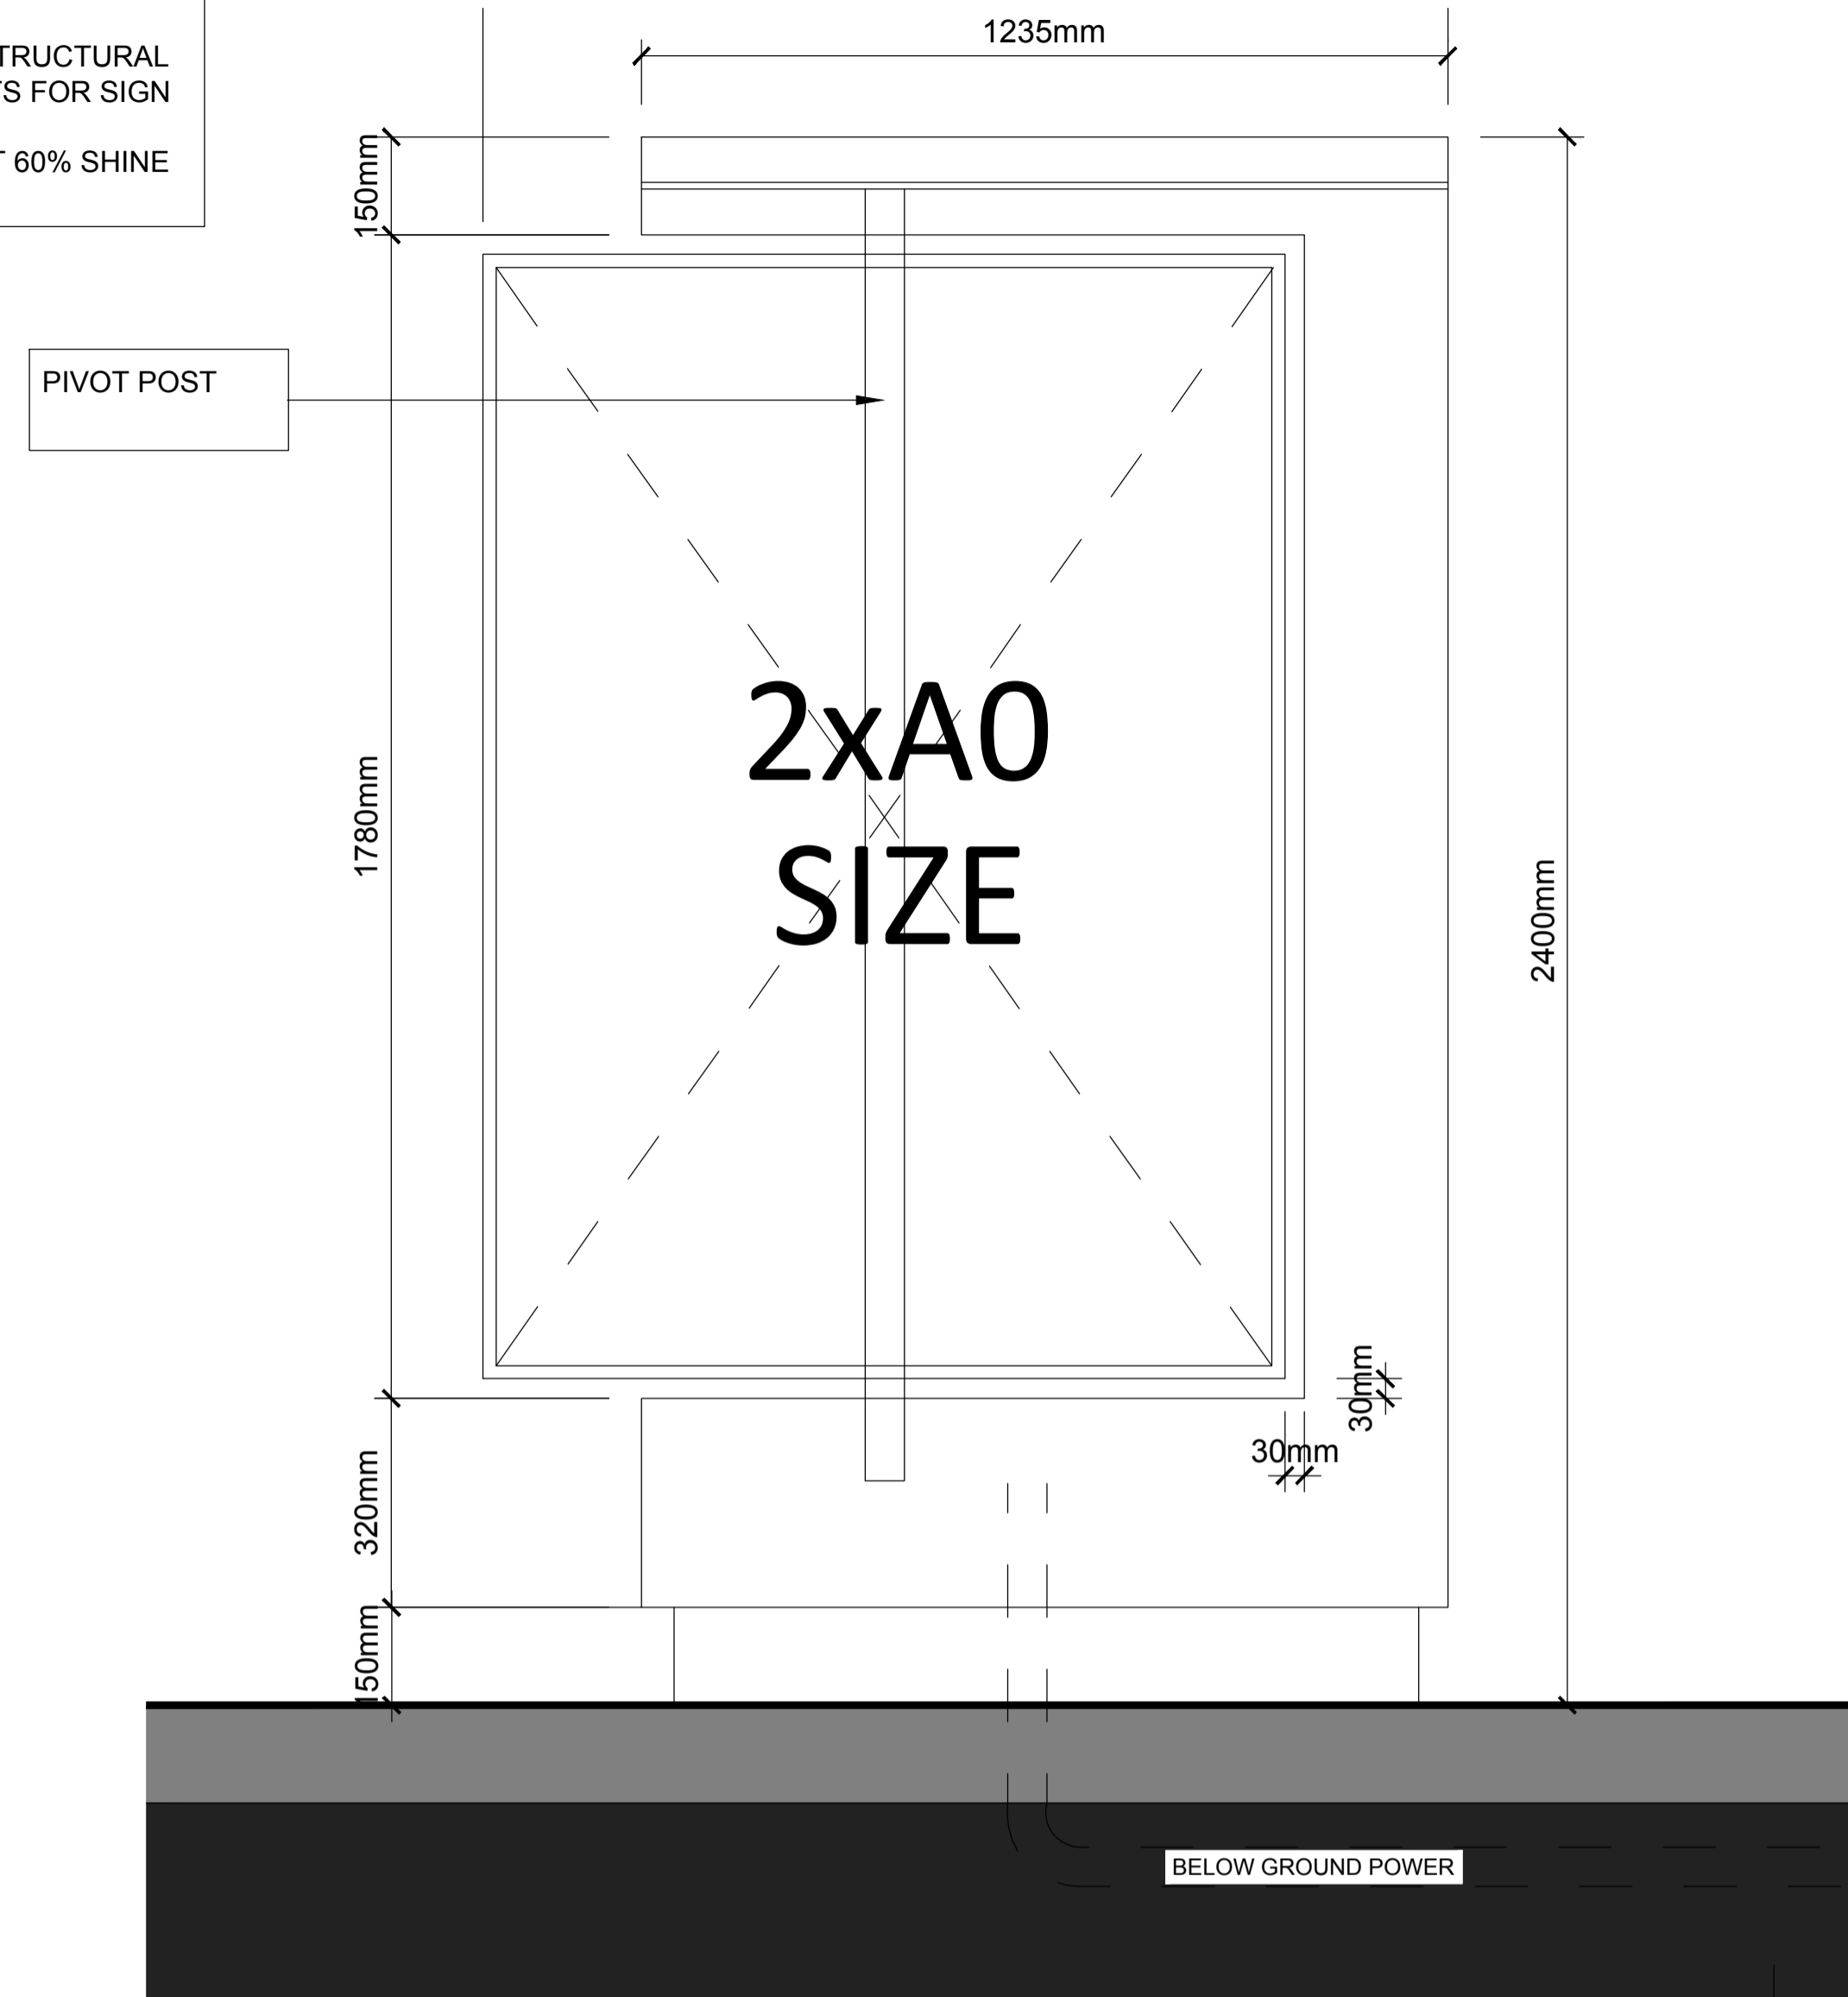 1235mm
TRUCTURAL
S FOR SIGN
60% SHINE
150mm
PIVOT POST
2xA0
SIZE
1780mm
2400mm
30mm
30mm
320mm
150mm
BELOW GROUND POWER